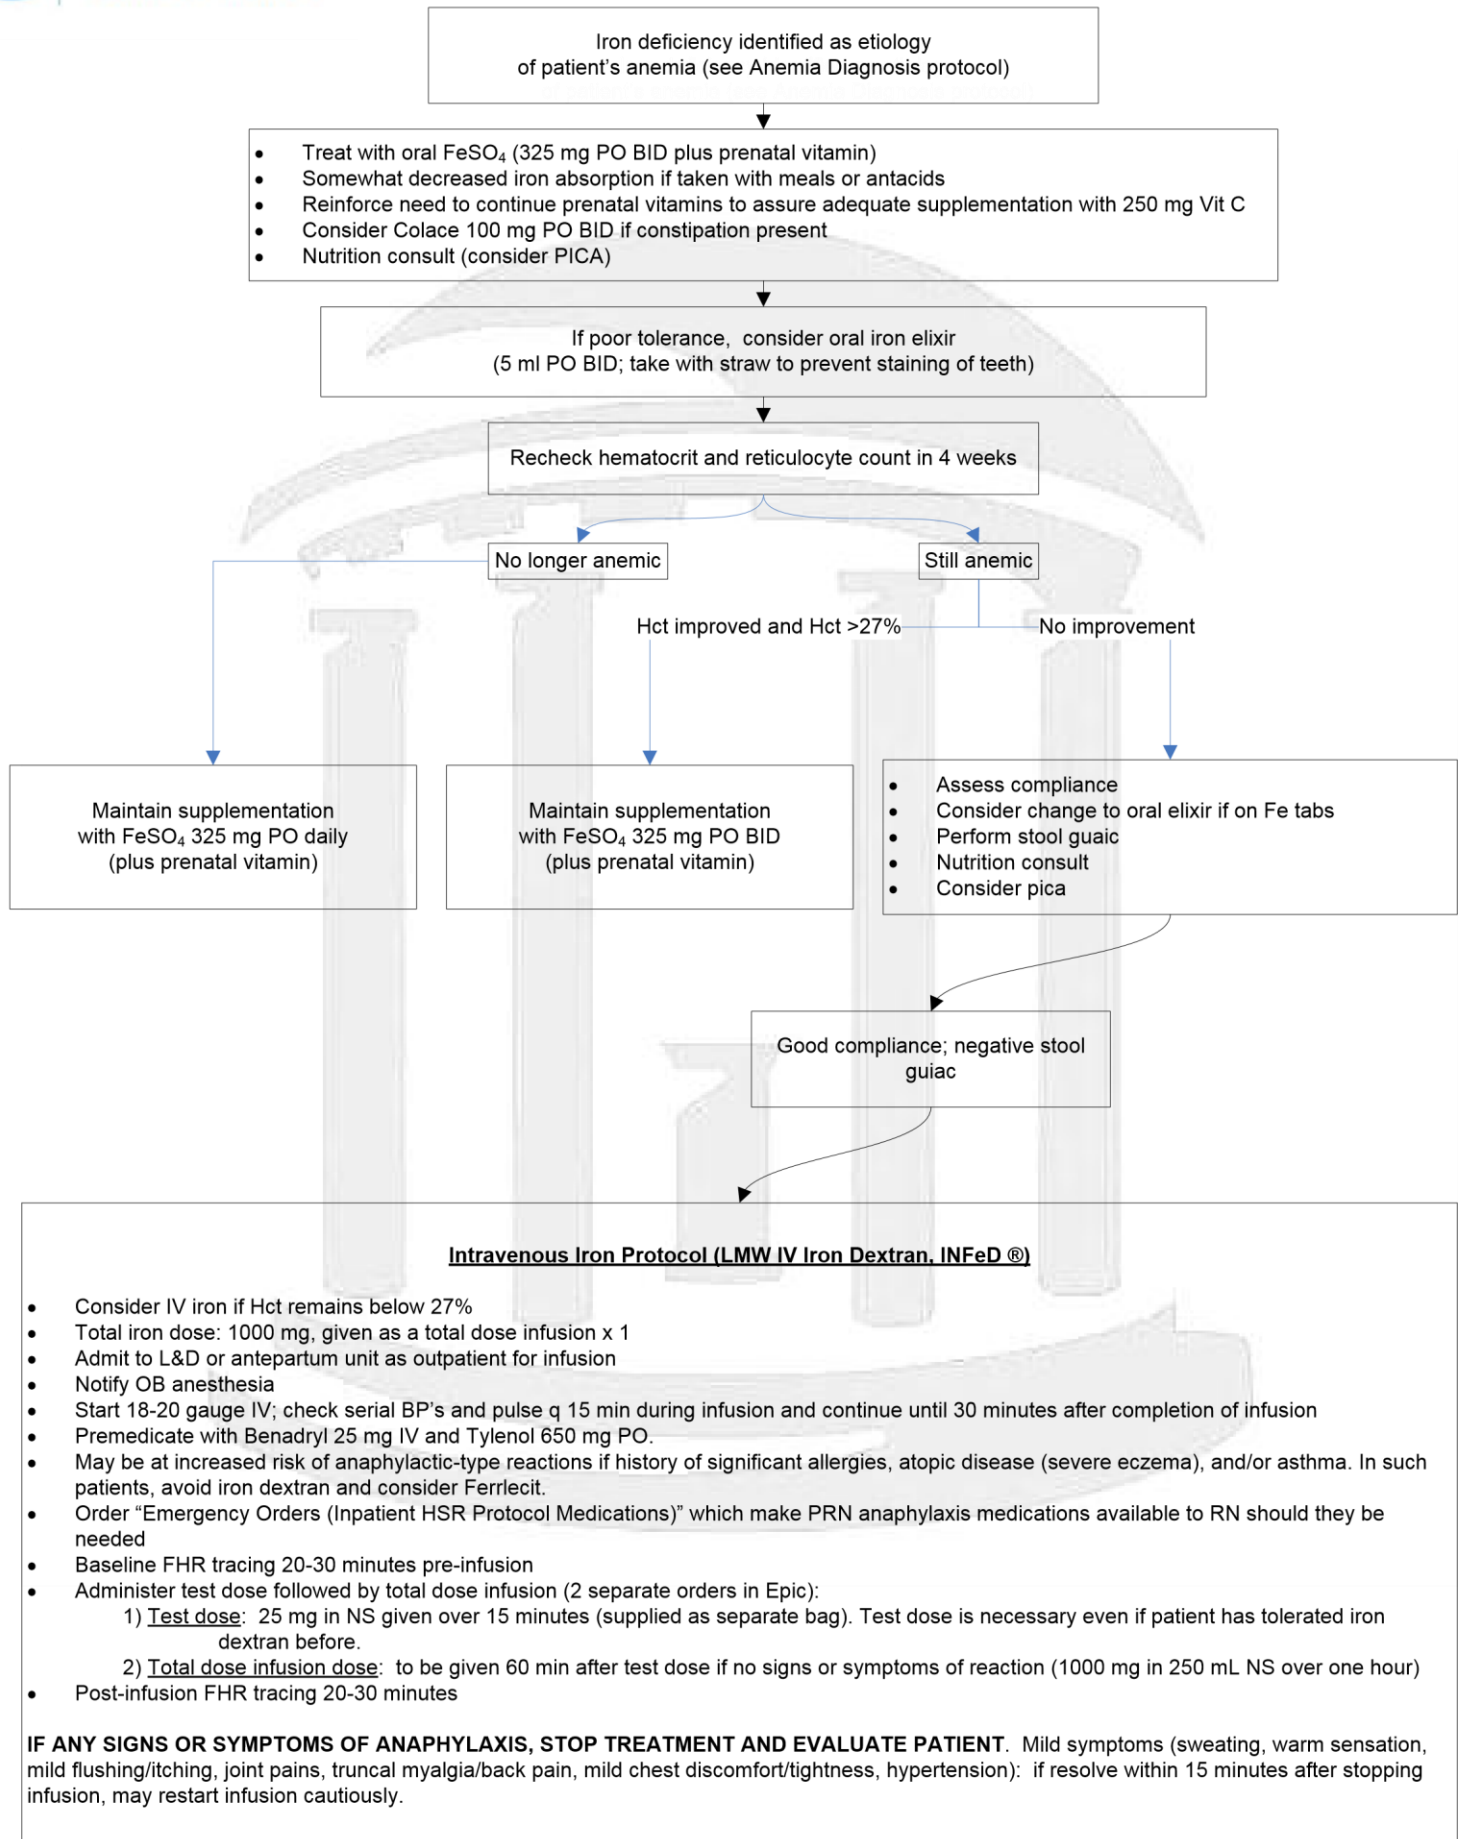 Iron deficiency identified as etiology
of patient's anemia (see Anemia Diagnosis protocol)
• Treat with oral FeSO₄ (325 mg PO BID plus prenatal vitamin)
• Somewhat decreased iron absorption if taken with meals or antacids
• Reinforce need to continue prenatal vitamins to assure adequate supplementation with 250 mg Vit C
• Consider Colace 100 mg PO BID if constipation present
• Nutrition consult (consider PICA)
If poor tolerance, consider oral iron elixir
(5 ml PO BID; take with straw to prevent staining of teeth)
Recheck hematocrit and reticulocyte count in 4 weeks
No longer anemic
Still anemic
Hct improved and Hct >27%
No improvement
Maintain supplementation
with FeSO₄ 325 mg PO daily
(plus prenatal vitamin)
Maintain supplementation
with FeSO₄ 325 mg PO BID
(plus prenatal vitamin)
• Assess compliance
• Consider change to oral elixir if on Fe tabs
• Perform stool guaic
• Nutrition consult
• Consider pica
Good compliance; negative stool
guiac
Intravenous Iron Protocol (LMW IV Iron Dextran, INFeD ®)
• Consider IV iron if Hct remains below 27%
• Total iron dose: 1000 mg, given as a total dose infusion x 1
• Admit to L&D or antepartum unit as outpatient for infusion
• Notify OB anesthesia
• Start 18-20 gauge IV; check serial BP's and pulse q 15 min during infusion and continue until 30 minutes after completion of infusion
• Premedicate with Benadryl 25 mg IV and Tylenol 650 mg PO.
• May be at increased risk of anaphylactic-type reactions if history of significant allergies, atopic disease (severe eczema), and/or asthma. In such
patients, avoid iron dextran and consider Ferrlecit.
• Order “Emergency Orders (Inpatient HSR Protocol Medications)” which make PRN anaphylaxis medications available to RN should they be
needed
• Baseline FHR tracing 20-30 minutes pre-infusion
• Administer test dose followed by total dose infusion (2 separate orders in Epic):
1) Test dose: 25 mg in NS given over 15 minutes (supplied as separate bag). Test dose is necessary even if patient has tolerated iron
dextran before.
2) Total dose infusion dose: to be given 60 min after test dose if no signs or symptoms of reaction (1000 mg in 250 mL NS over one hour)
• Post-infusion FHR tracing 20-30 minutes
IF ANY SIGNS OR SYMPTOMS OF ANAPHYLAXIS, STOP TREATMENT AND EVALUATE PATIENT. Mild symptoms (sweating, warm sensation,
mild flushing/itching, joint pains, truncal myalgia/back pain, mild chest discomfort/tightness, hypertension): if resolve within 15 minutes after stopping
infusion, may restart infusion cautiously.